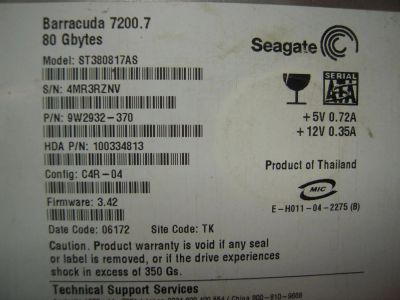 Barracuda 7200.7
80 Gbytes
Seagate
Model: ST380817AS
S/N: 4MR3RZNV
SERIAL
ATA
P/N: 9W2932-370
+5V 0.72A
+12V 0.35A
HDA P/N: 100334813
Config: C4R-04
Product of Thailand
Firmware: 3.42
MIC
Date Code: 06172 Site Code: TK
E-H011-04-2275 (B)
Caution. Product warranty is void if any seal
or label is removed, or if the drive experiences
shock in excess of 350 Gs.
Technical Support Services